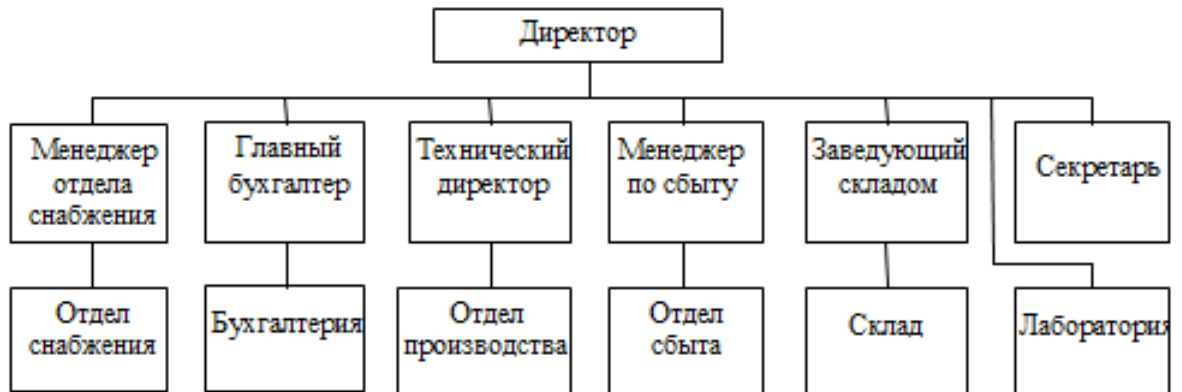 Директор
Менеджер
отдела
снабжения
Главный
бухгалтер
Технический
директор
Менеджер
по сбыту
Заведующий
складом
Секретарь
Отдел
снабжения
Бухгалтерия
Отдел
производства
Отдел
сбыта
Склад
Лаборатория